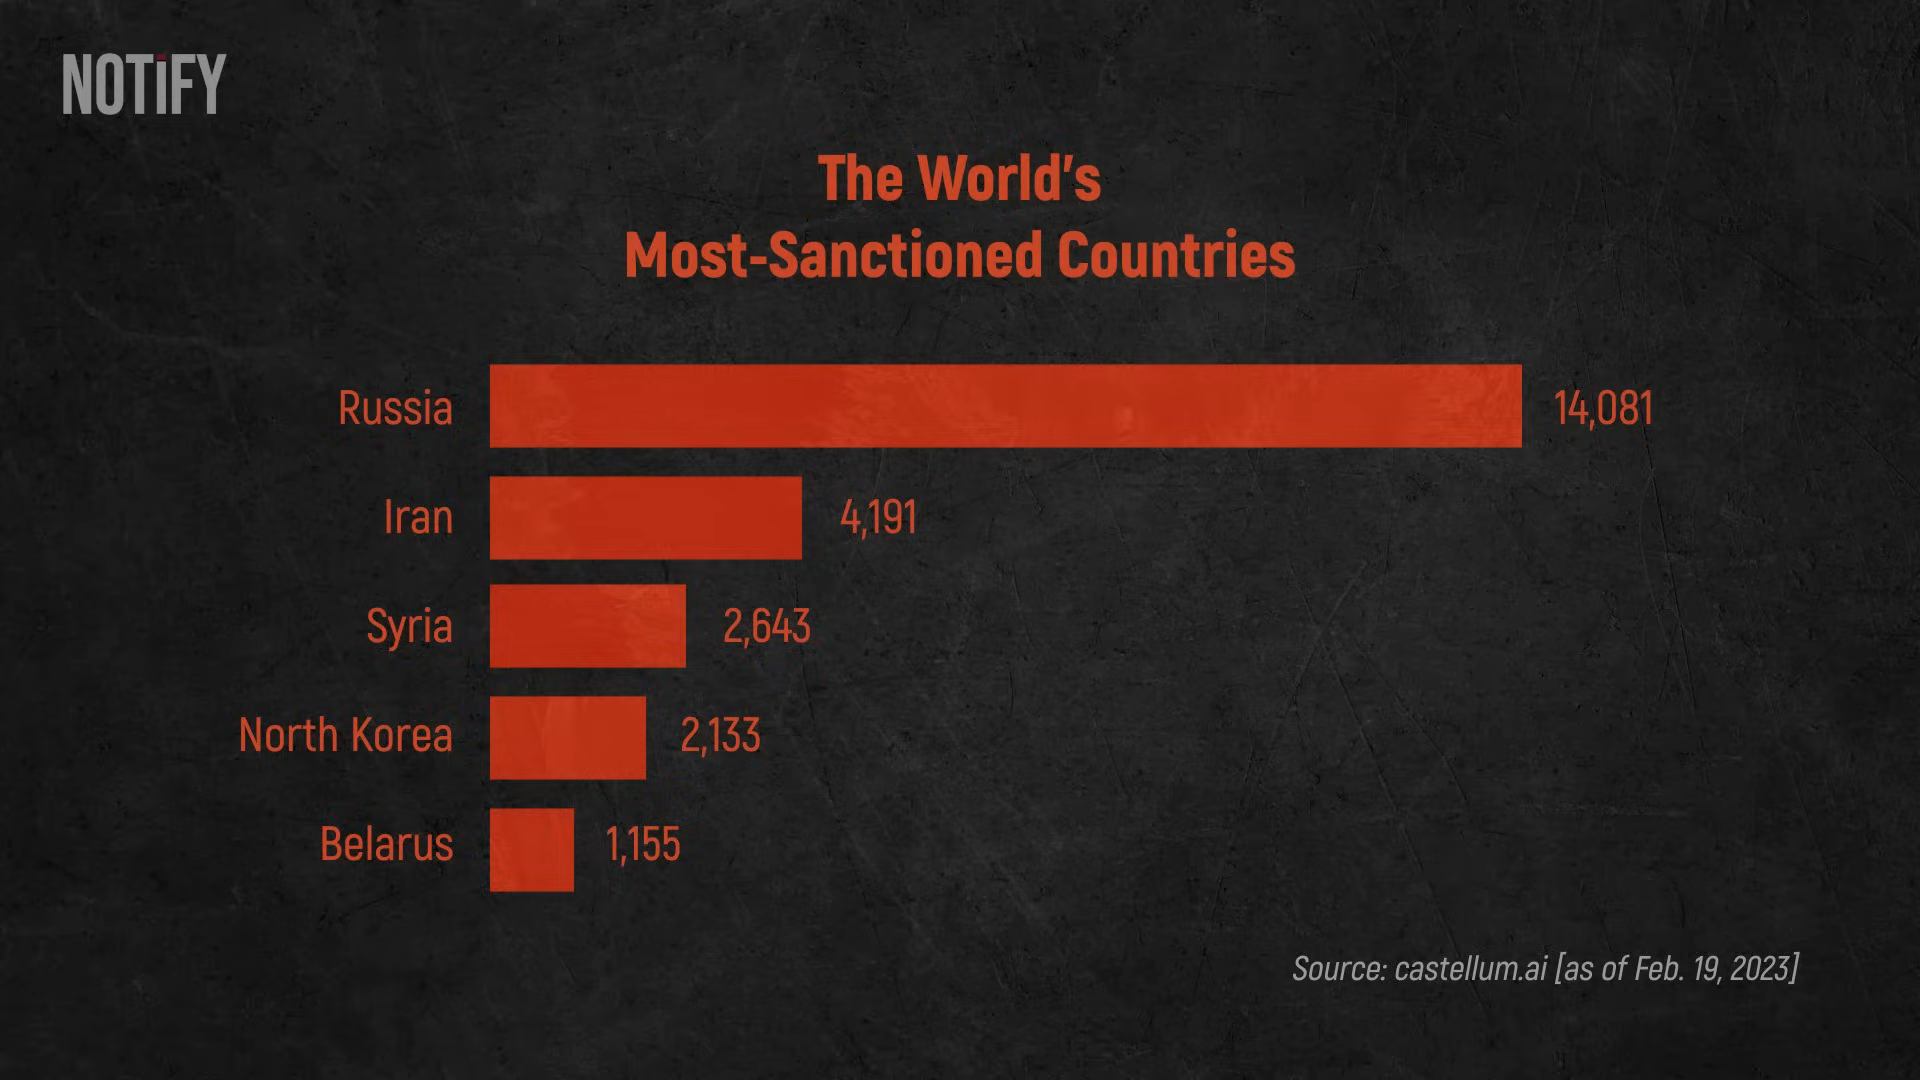 NOTiFY
The World's
Most-Sanctioned Countries
Russia 14,081
Iran 4,191
Syria 2,643
North Korea 2,133
Belarus 1,155
Source: castellum.ai [as of Feb. 19, 2023]